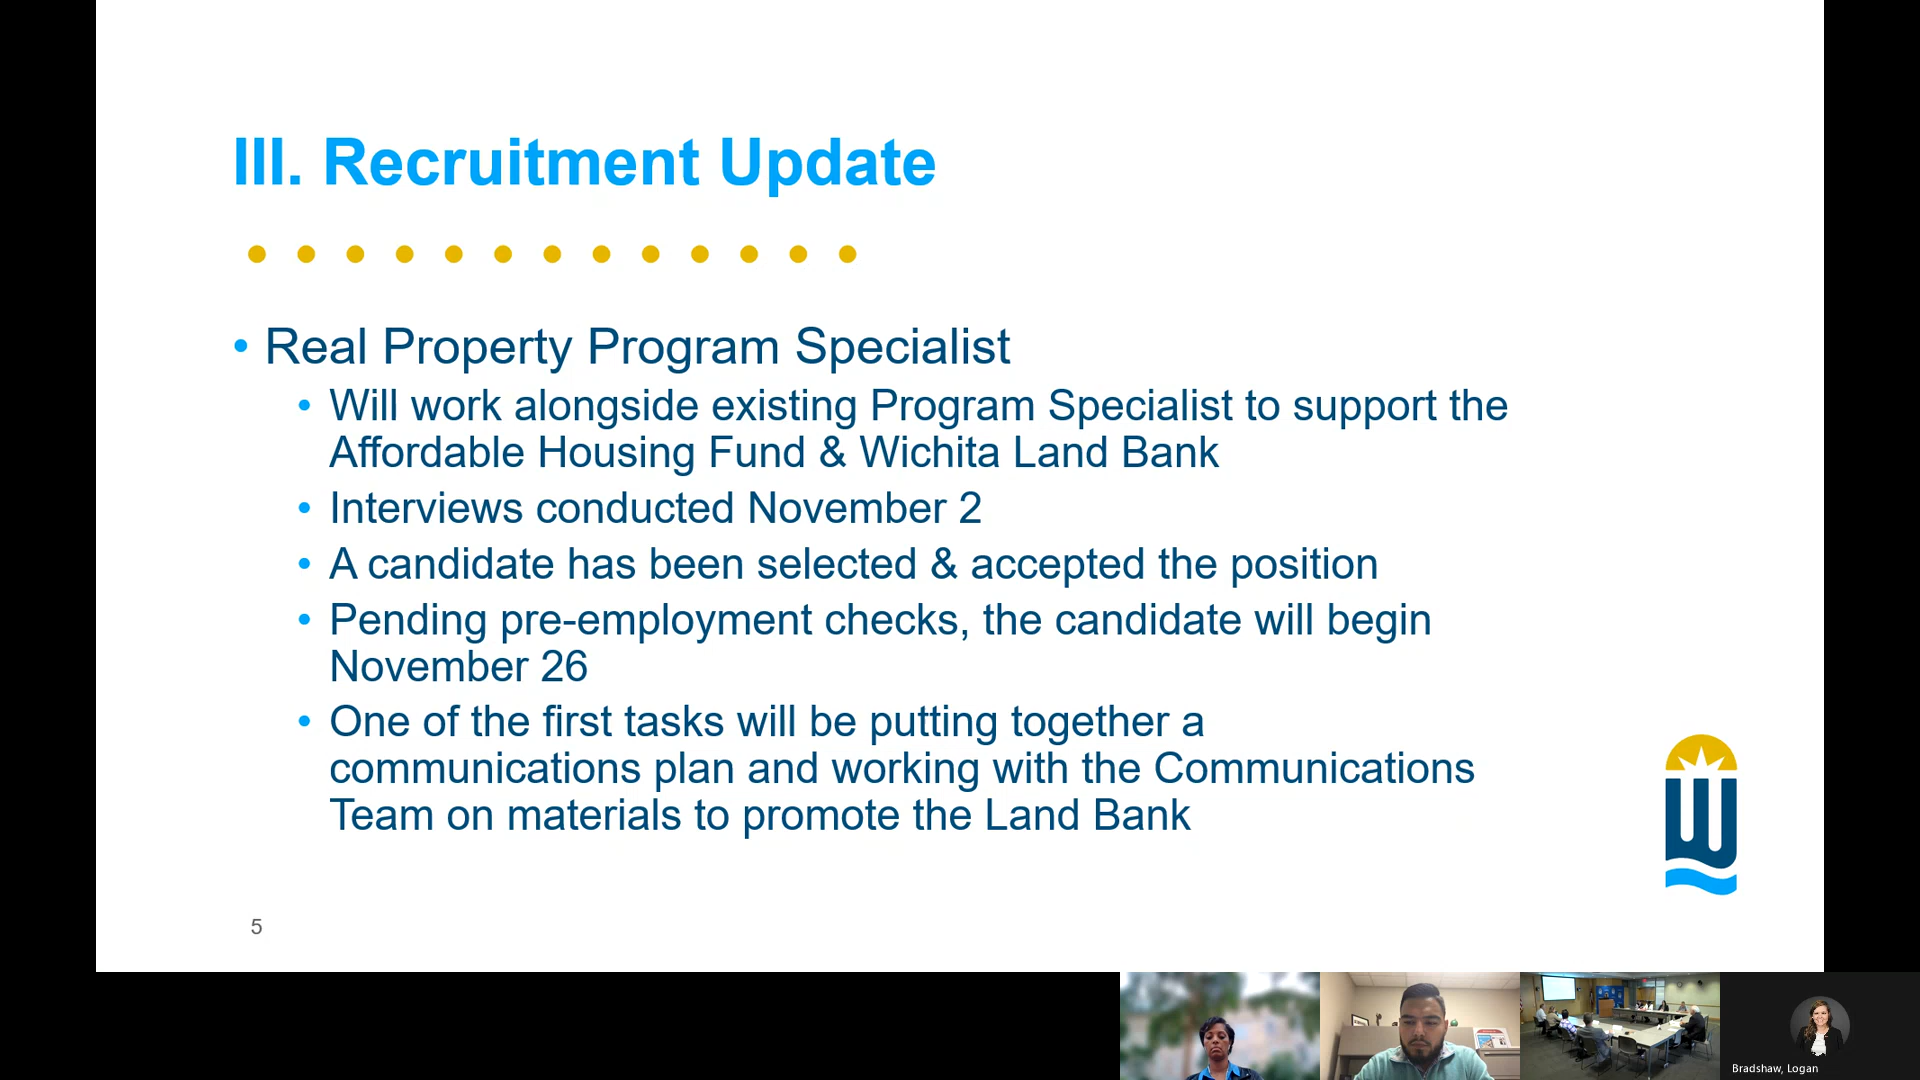 III. Recruitment Update
• Real Property Program Specialist
• Will work alongside existing Program Specialist to support the
Affordable Housing Fund & Wichita Land Bank
• Interviews conducted November 2
• A candidate has been selected & accepted the position
• Pending pre-employment checks, the candidate will begin
November 26
• One of the first tasks will be putting together a
communications plan and working with the Communications
Team on materials to promote the Land Bank
5
Bradshaw, Logan